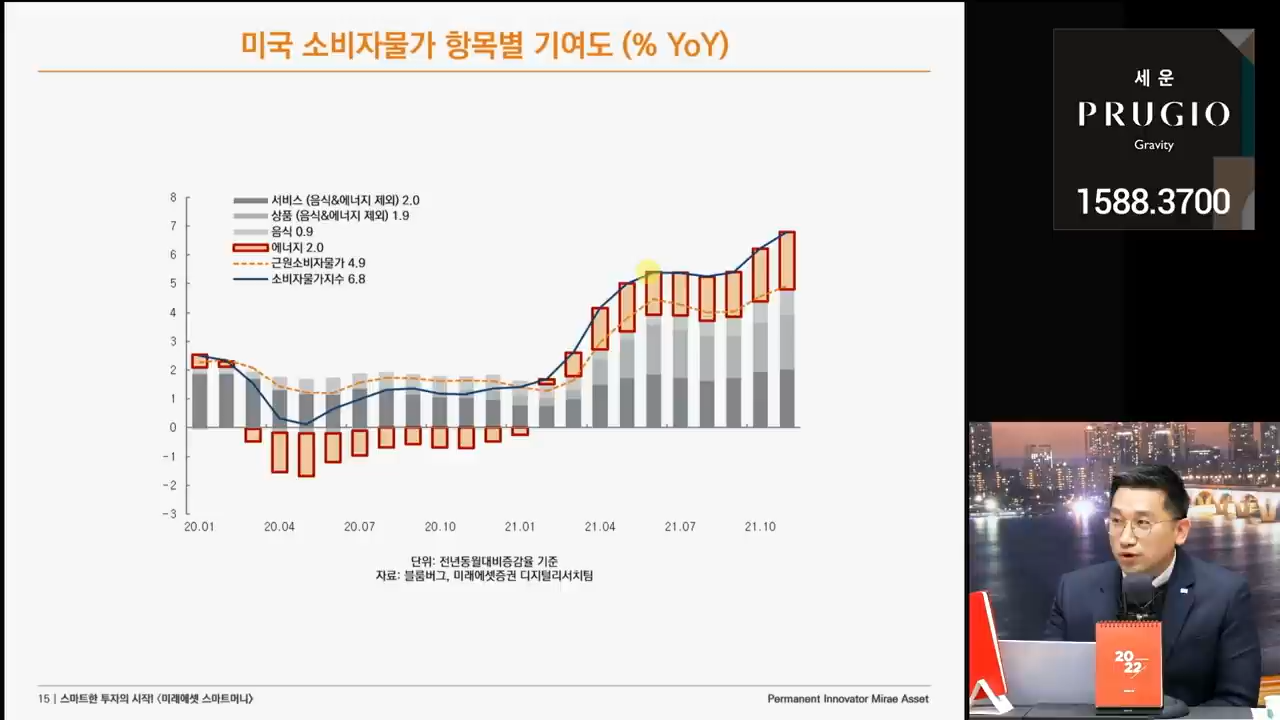 미국 소비자물가 항목별 기여도 (% YoY)
8
7
6
5
4
3
2
1
0
-1
-2
-3
서비스 (음식&에너지 제외) 2.0
상품 (음식&에너지 제외) 1.9
음식 0.9
에너지 2.0
근원소비자물가 4.9
소비자물가지수 6.8
20.01 20.04 20.07 20.10 21.01 21.04 21.07 21.10
단위: 전년동월대비증감율 기준
자료: 블룸버그, 미래에셋증권 디지털리서치팀
15 | 스마트한 투자의 시작! 〈미래에셋 스마트머니〉
Permanent Innovator Mirae Asset
세운
PRUGIO
Gravity
1588.3700
20
22